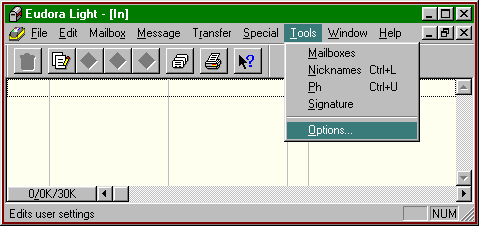 Eudora Light - [In]
File Edit Mailbox Message Transfer Special Tools Window Help
Mailboxes
Nicknames Ctrl+L
Ph Ctrl+U
Signature
Options...
0/0K/30K
Edits user settings NUM